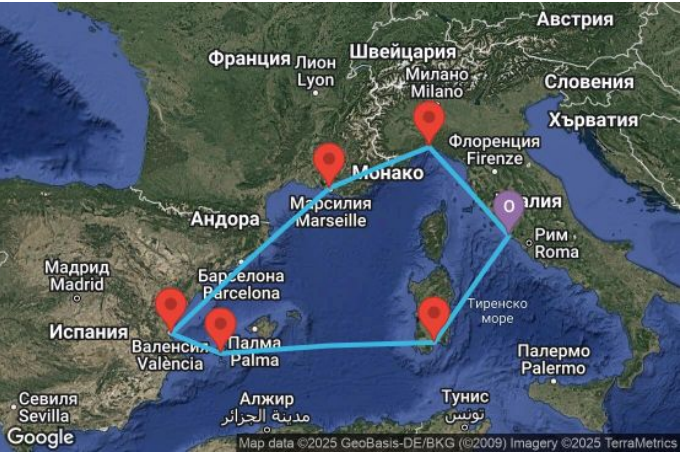 Австрия
Франция
Лион
Lyon
Швейцария
Милано
Milano
Словения
Хърватия
Флоренция
Firenze
Монако
Марсилия
Marseille
Андора
О
алия
Рим
Roma
Мадрид
Madrid
Барселона
Barcelona
Тиренско
море
Испания
Валенсия
València
Палма
Palma
Палермо
Palermo
Севиля
Sevilla
Алжир
مدينة الجزائر
Тунис
تونس
Google
Map data ©2025 GeoBasis-DE/BKG (©2009) Imagery ©2025 TerraMetrics